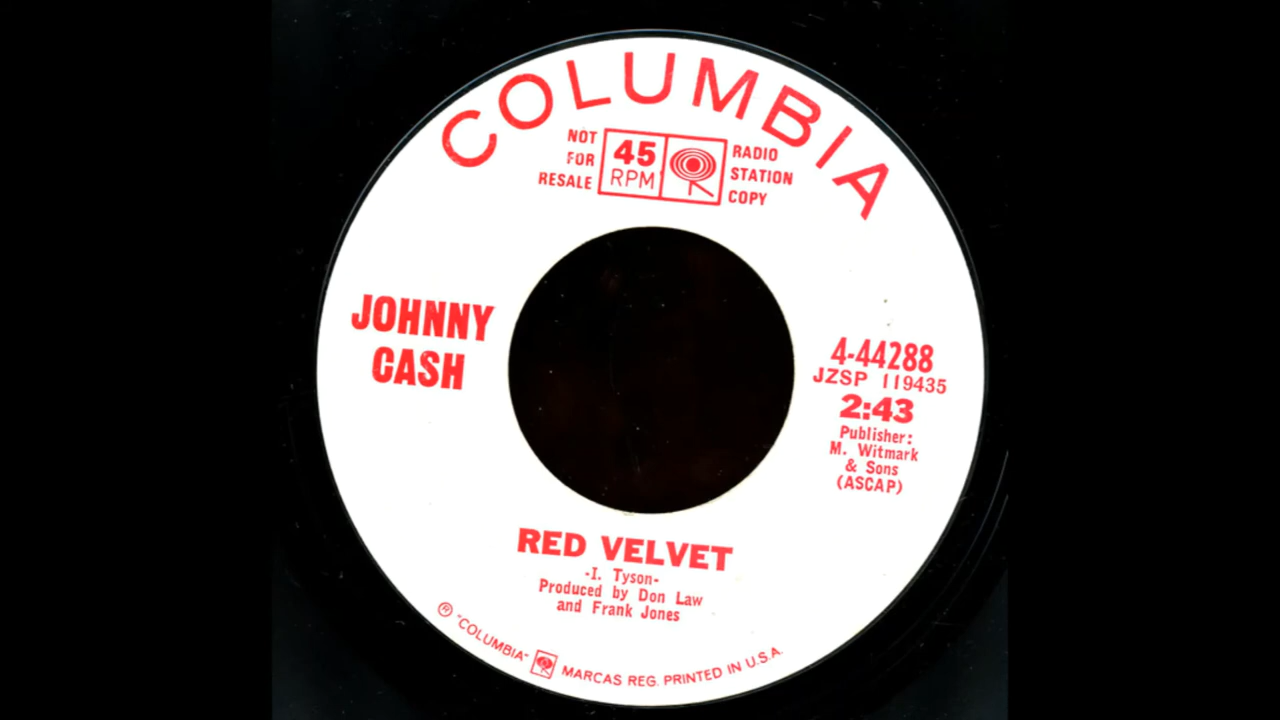 COLUMBIA
NOT
FOR
RESALE
45
RPM
RADIO
STATION
COPY
JOHNNY
CASH
4-44288
JZSP 119435
2:43
Publisher:
M. Witmark
& Sons
(ASCAP)
RED VELVET
-I. Tyson-
Produced by Don Law
and Frank Jones
® "COLUMBIA" MARCAS REG. PRINTED IN U.S.A.